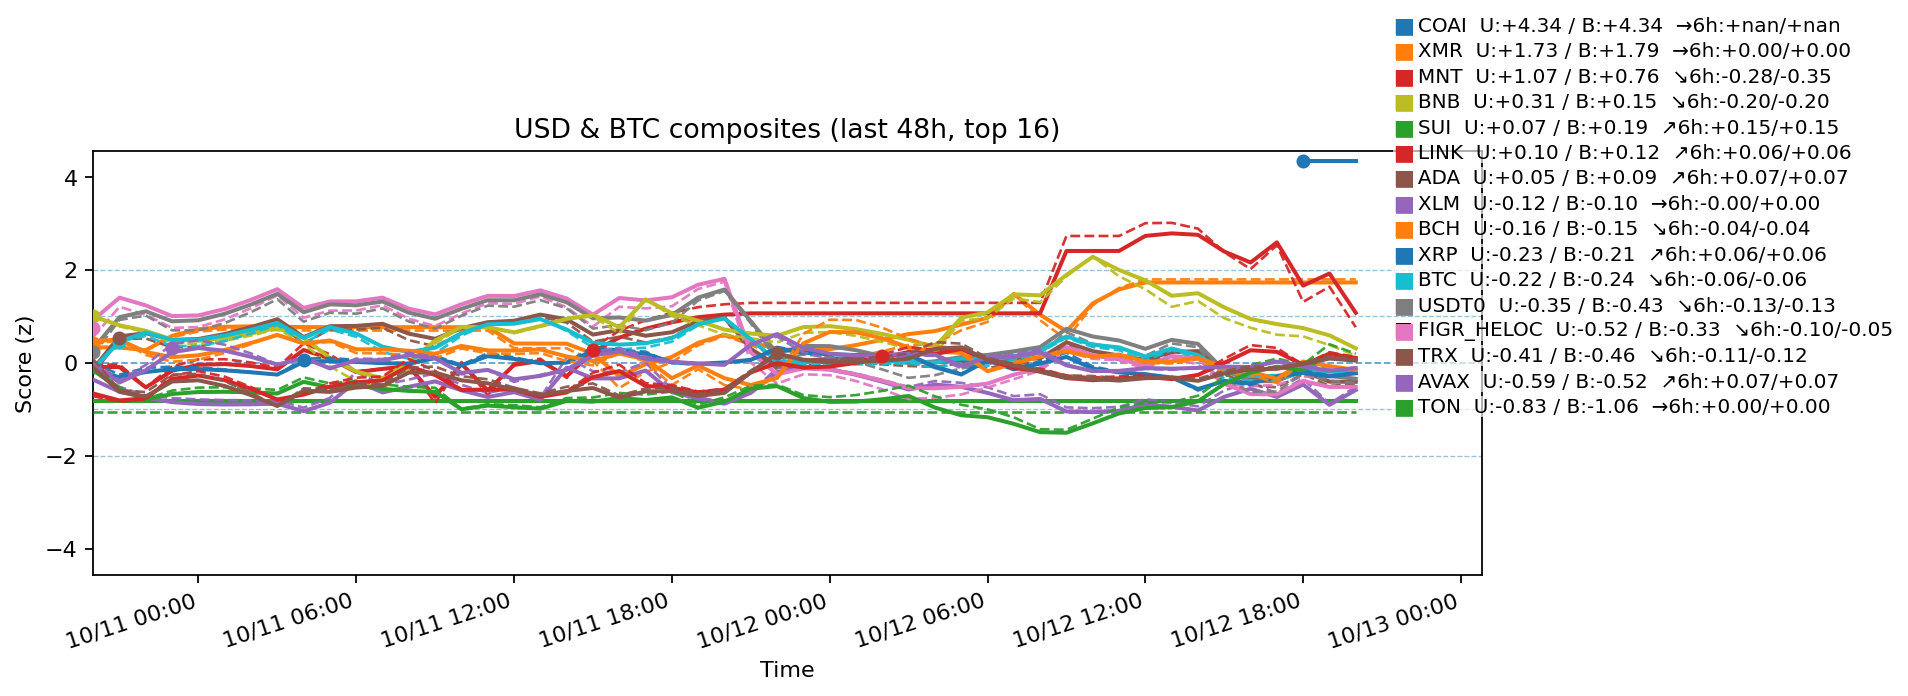 COAI U:+4.34 / B:+4.34 →6h:+nan/+nan
XMR U:+1.73 / B:+1.79 →6h:+0.00/+0.00
MNT U:+1.07 / B:+0.76 ↘6h:-0.28/-0.35
BNB U:+0.31 / B:+0.15 ↘6h:-0.20/-0.20
SUI U:+0.07 / B:+0.19 ↗6h:+0.15/+0.15
LINK U:+0.10 / B:+0.12 ↗6h:+0.06/+0.06
ADA U:+0.05 / B:+0.09 ↗6h:+0.07/+0.07
XLM U:-0.12 / B:-0.10 →6h:-0.00/+0.00
BCH U:-0.16 / B:-0.15 ↘6h:-0.04/-0.04
XRP U:-0.23 / B:-0.21 ↗6h:+0.06/+0.06
BTC U:-0.22 / B:-0.24 ↘6h:-0.06/-0.06
USDT0 U:-0.35 / B:-0.43 ↘6h:-0.13/-0.13
FIGR_HELOC U:-0.52 / B:-0.33 ↘6h:-0.10/-0.05
TRX U:-0.41 / B:-0.46 ↘6h:-0.11/-0.12
AVAX U:-0.59 / B:-0.52 ↗6h:+0.07/+0.07
TON U:-0.83 / B:-1.06 →6h:+0.00/+0.00
USD & BTC composites (last 48h, top 16)
Score (z)
4
2
0
−2
−4
10/11 00:00
10/11 06:00
10/11 12:00
10/11 18:00
10/12 00:00
10/12 06:00
10/12 12:00
10/12 18:00
10/13 00:00
Time